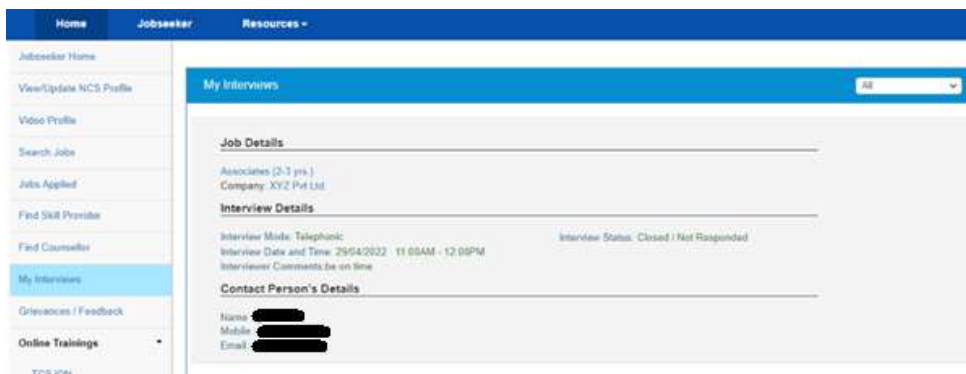 Home Jobseeker Resources
Jobseeker Home
View/Update NCS Profile
Video Profile
Search Jobs
Jobs Applied
Find Skill Provider
Find Counsellor
My Interviews
Grievances / Feedback
Online Trainings
TCS iON
My Interviews
All
Job Details
Associates (2-3 yrs.)
Company: XYZ Pvt Ltd.
Interview Details
Interview Mode: Telephonic
Interview Status: Closed / Not Responded
Interview Date and Time: 29/04/2022 11:00AM - 12:00PM
Interviewer Comments:be on time
Contact Person's Details
Name
Mobile
Email